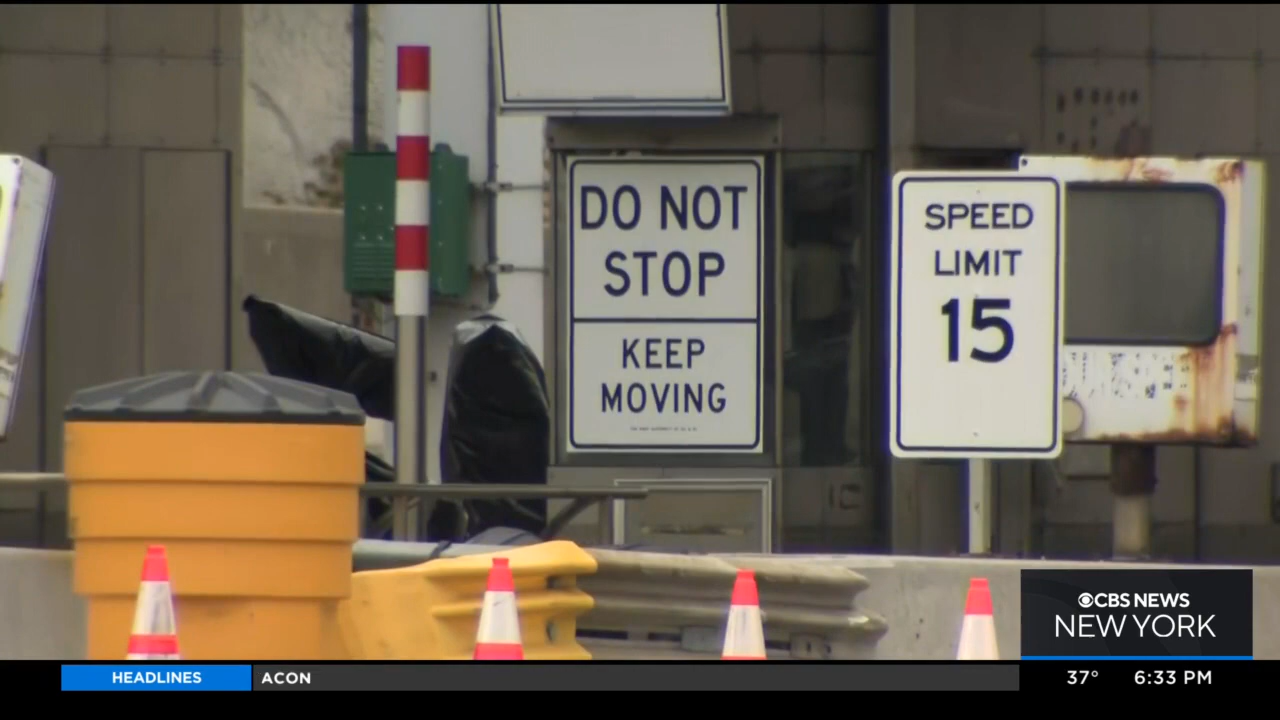 DO NOT
STOP
KEEP
MOVING
SPEED
LIMIT
15
CBS NEWS
NEW YORK
HEADLINES
ACON
37°
6:33 PM